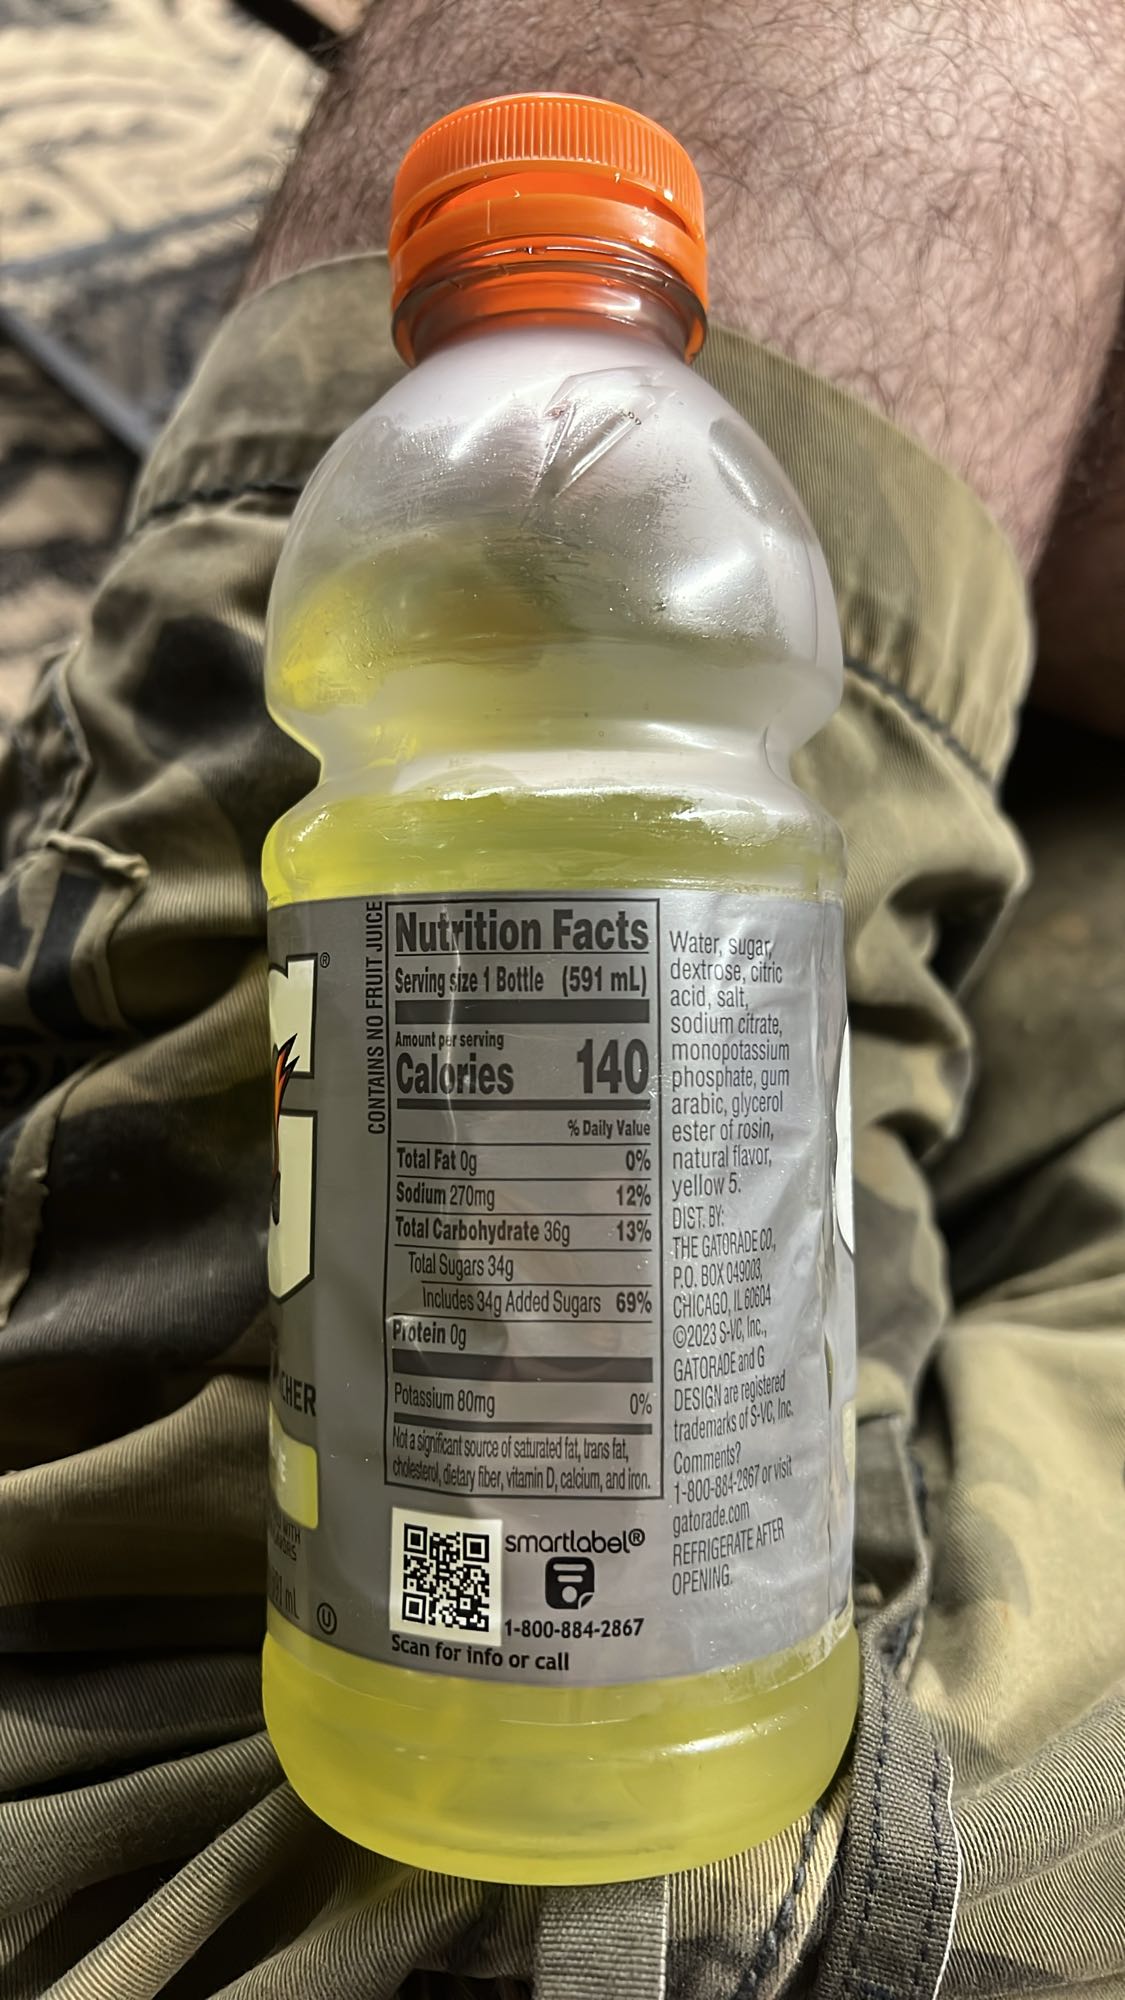 G®
CHER
591 mL
CONTAINS NO FRUIT JUICE
Nutrition Facts
Serving size 1 Bottle (591 mL)
Amount per serving
Calories 140
% Daily Value
Total Fat 0g 0%
Sodium 270mg 12%
Total Carbohydrate 36g 13%
Total Sugars 34g
Includes 34g Added Sugars 69%
Protein 0g
Potassium 80mg 0%
Not a significant source of saturated fat, trans fat,
cholesterol, dietary fiber, vitamin D, calcium, and iron.
smartlabel®
1-800-884-2867
Scan for info or call
Water, sugar,
dextrose, citric
acid, salt,
sodium citrate,
monopotassium
phosphate, gum
arabic, glycerol
ester of rosin,
natural flavor,
yellow 5.
DIST. BY:
THE GATORADE CO.,
P.O. BOX 049003,
CHICAGO, IL 60604
©2023 S-VC, Inc.,
GATORADE and G
DESIGN are registered
trademarks of S-VC, Inc.
Comments?
1-800-884-2867 or visit
gatorade.com
REFRIGERATE AFTER
OPENING.